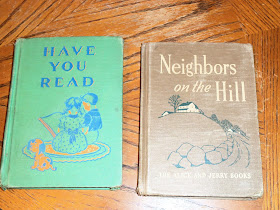 HAVE
YOU
READ
Neighbors
on the
Hill
THE ALICE AND JERRY BOOKS